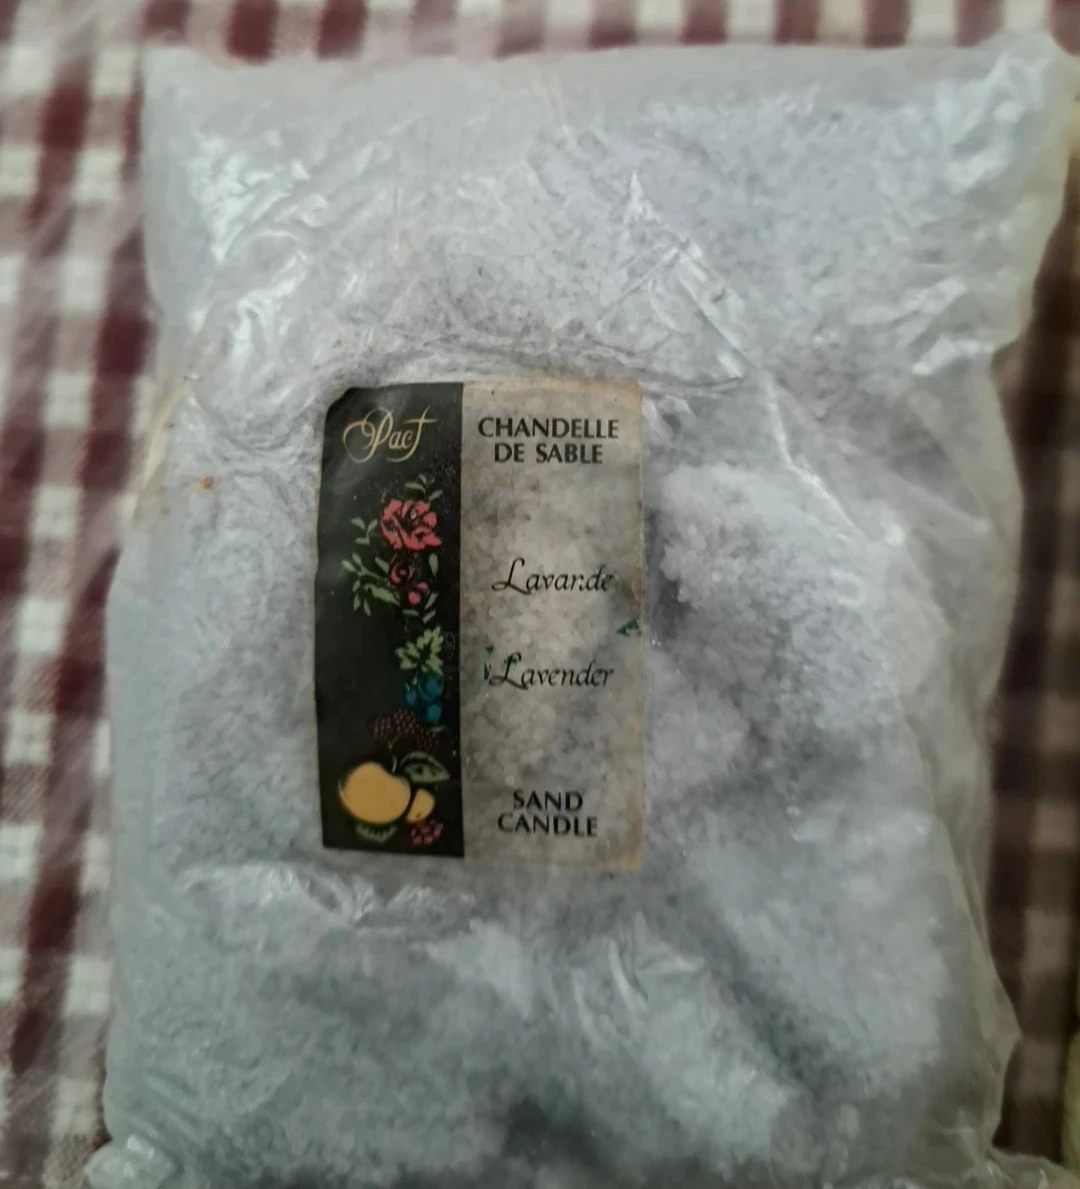 Pact
CHANDELLE
DE SABLE
Lavande
Lavender
SAND
CANDLE